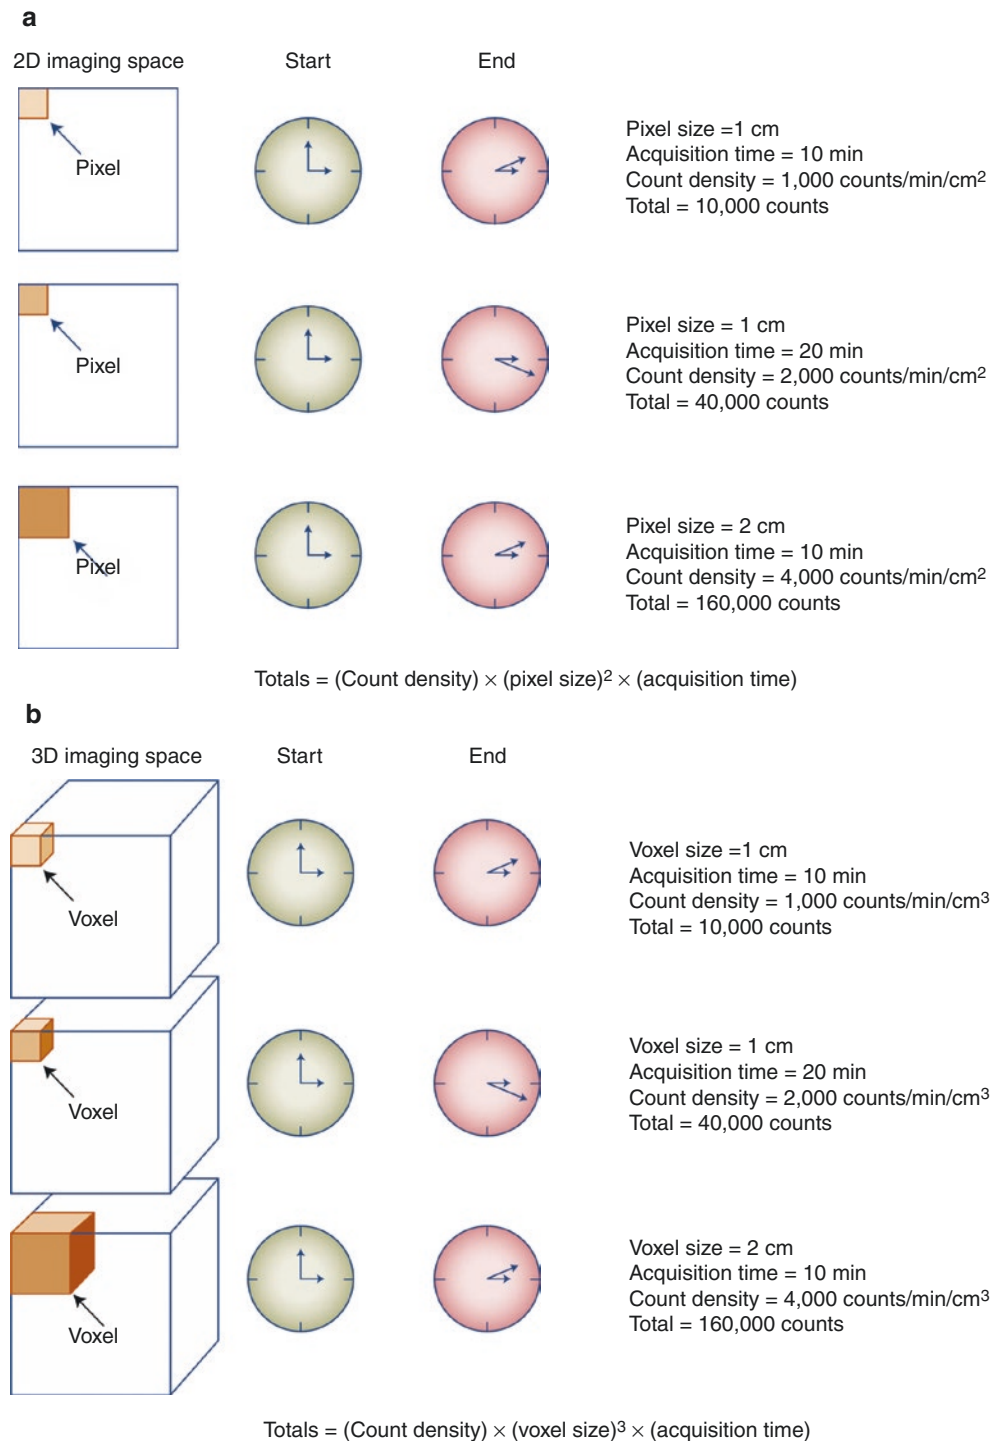 a
2D imaging space
Start
End
Pixel
Pixel size =1 cm
Acquisition time = 10 min
Count density = 1,000 counts/min/cm²
Total = 10,000 counts
Pixel
Pixel size = 1 cm
Acquisition time = 20 min
Count density = 2,000 counts/min/cm²
Total = 40,000 counts
Pixel
Pixel size = 2 cm
Acquisition time = 10 min
Count density = 4,000 counts/min/cm²
Total = 160,000 counts
Totals = (Count density) × (pixel size)² × (acquisition time)
b
3D imaging space
Start
End
Voxel
Voxel size =1 cm
Acquisition time = 10 min
Count density = 1,000 counts/min/cm³
Total = 10,000 counts
Voxel
Voxel size = 1 cm
Acquisition time = 20 min
Count density = 2,000 counts/min/cm³
Total = 40,000 counts
Voxel
Voxel size = 2 cm
Acquisition time = 10 min
Count density = 4,000 counts/min/cm³
Total = 160,000 counts
Totals = (Count density) × (voxel size)³ × (acquisition time)